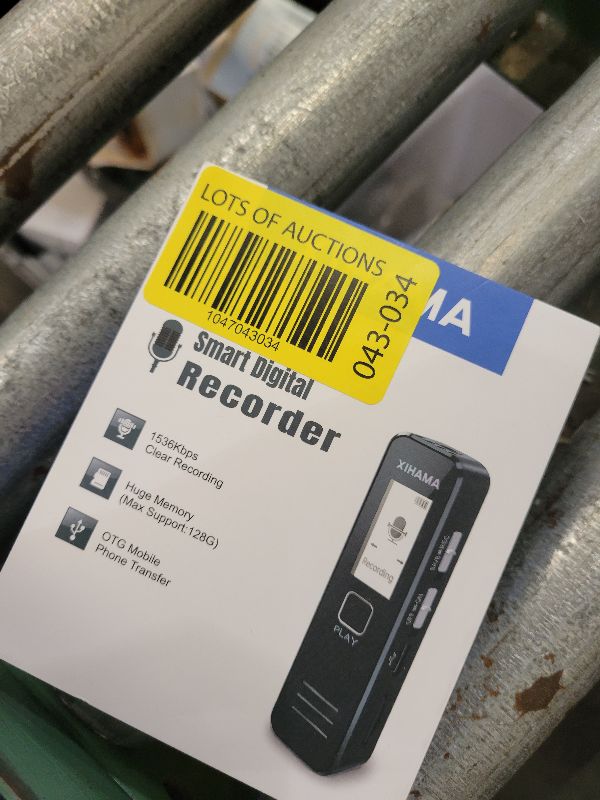 LOTS OF AUCTIONS
1047043034
043-034
MA
Smart Digital
Recorder
1536Kbps
Clear Recording
Huge Memory
(Max Support:128G)
OTG Mobile
Phone Transfer
XIHAMA
Recording
PLAY